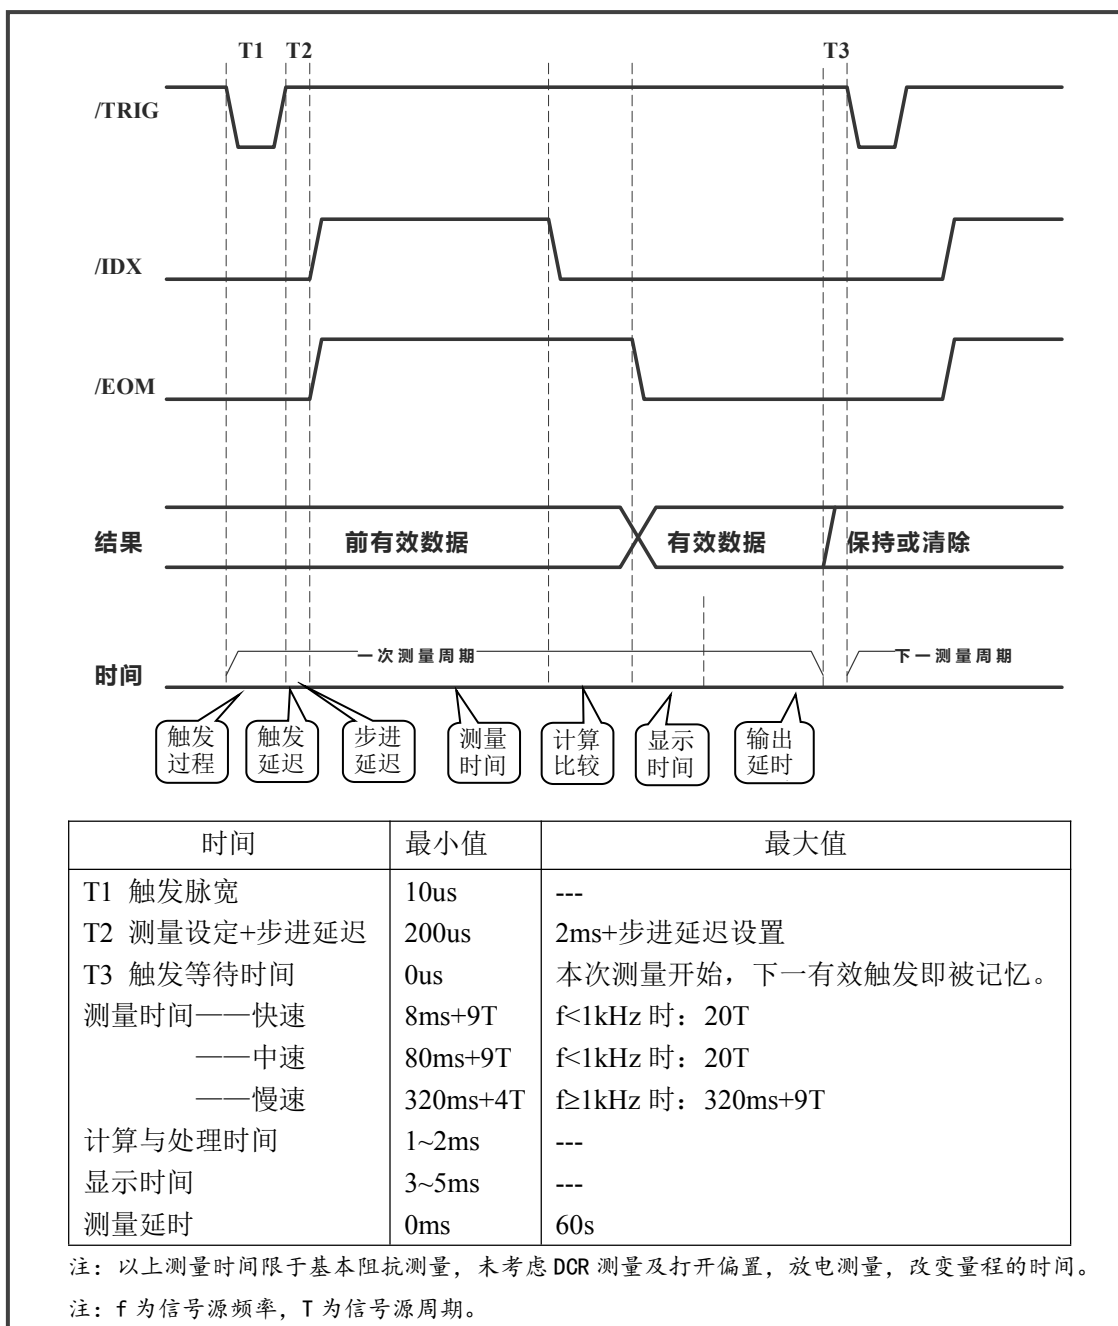 T1 T2 T3
/TRIG
/IDX
/EOM
结果 前有效数据 有效数据 保持或清除
时间 一次测量周期 下一测量周期
触发过程
触发延迟
步进延迟
测量时间
计算比较
显示时间
输出延时
时间 最小值 最大值
T1 触发脉宽 10us ---
T2 测量设定+步进延迟 200us 2ms+步进延迟设置
T3 触发等待时间 0us 本次测量开始，下一有效触发即被记忆。
测量时间——快速 8ms+9T f<1kHz 时：20T
——中速 80ms+9T f<1kHz 时：20T
——慢速 320ms+4T f≥1kHz 时：320ms+9T
计算与处理时间 1~2ms ---
显示时间 3~5ms ---
测量延时 0ms 60s
注：以上测量时间限于基本阻抗测量，未考虑 DCR 测量及打开偏置，放电测量，改变量程的时间。
注：f 为信号源频率，T 为信号源周期。